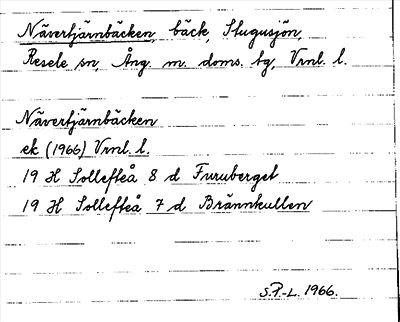 Nävertjärnbäcken, bäck, Stugusjön,
Resele sn, Ång. m. doms. tg, Vrnl. l.
Nävertjärnbäcken
ek (1966) Vrnl. l.
19 H Sollefteå 8 d Furuberget
19 H Sollefteå 7 d Brännkullen
S.P.-L. 1966.